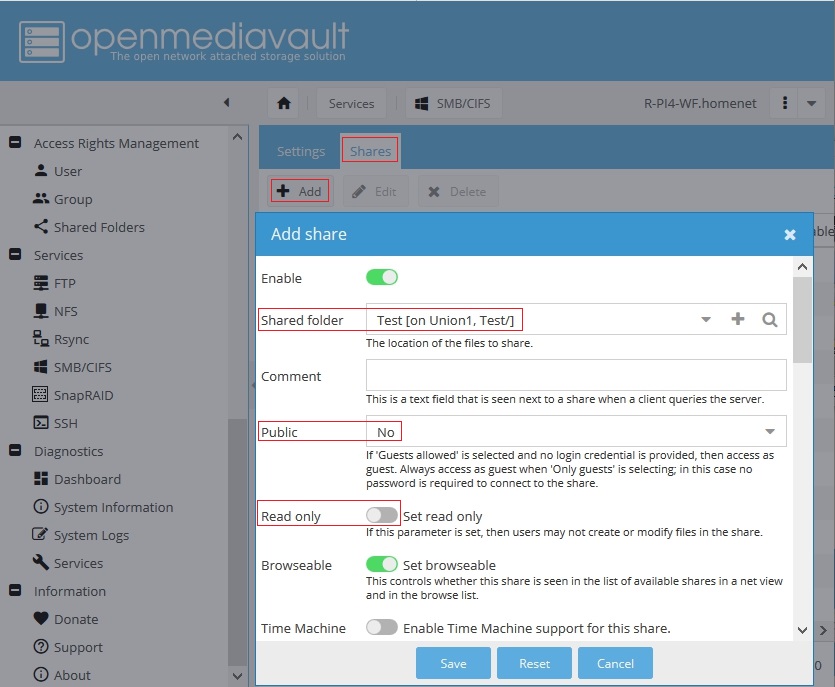 openmediavault
The open network attached storage solution
Services
SMB/CIFS
R-PI4-WF.homenet
Access Rights Management
User
Group
Shared Folders
Services
FTP
NFS
Rsync
SMB/CIFS
SnapRAID
SSH
Diagnostics
Dashboard
System Information
System Logs
Services
Information
Donate
Support
About
Settings
Shares
Add
Edit
Delete
able
Add share
Enable
Shared folder
Test [on Union1, Test/]
The location of the files to share.
Comment
This is a text field that is seen next to a share when a client queries the server.
Public
No
If 'Guests allowed' is selected and no login credential is provided, then access as
guest. Always access as guest when 'Only guests' is selecting; in this case no
password is required to connect to the share.
Read only
Set read only
If this parameter is set, then users may not create or modify files in the share.
Browseable
Set browseable
This controls whether this share is seen in the list of available shares in a net view
and in the browse list.
Time Machine
Enable Time Machine support for this share.
Save
Reset
Cancel
0